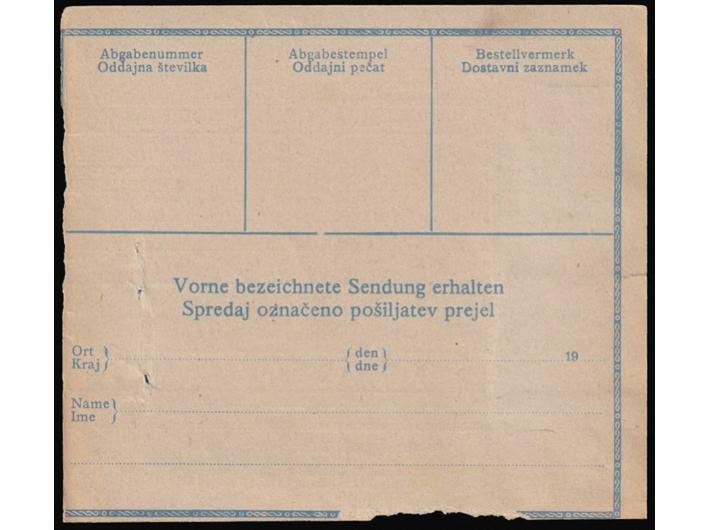 Abgabenummer
Oddajna številka
Abgabestempel
Oddajni pečat
Bestellvermerk
Dostavni zaznamek
Vorne bezeichnete Sendung erhalten
Spredaj označeno pošiljatev prejel
Ort
Kraj
den
dne
19
Name
Ime